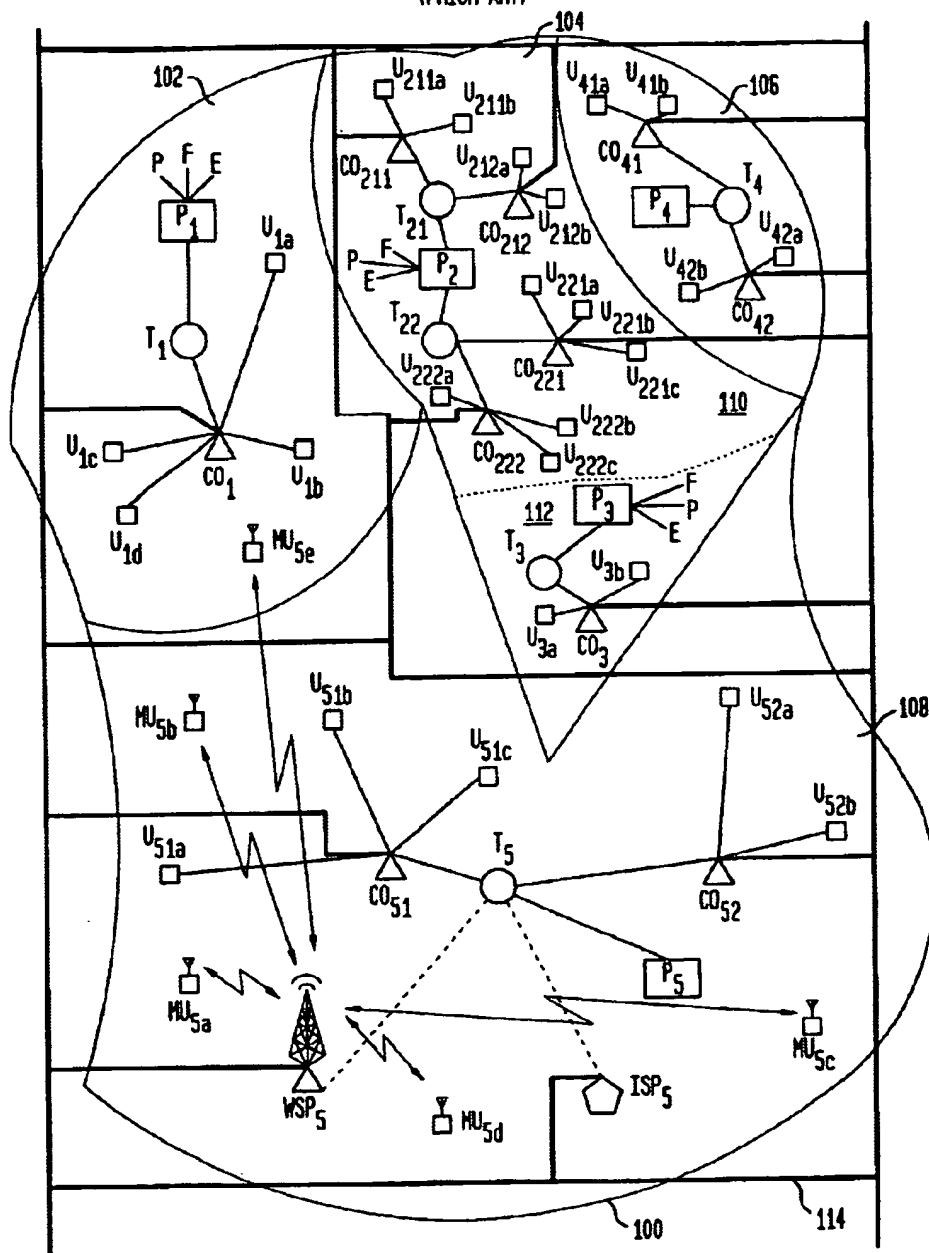 (PRIOR ART)
104
102
106
U211a
U211b
U41a
U41b
P
F
E
P1
CO211
U212a
CO41
T4
P4
U1a
T21
CO212
U212b
U42a
P
F
E
P2
U42b
CO42
T22
U221a
U221b
T1
CO221
U221c
U222a
110
U222b
CO222
U222c
U1c
CO1
U1b
U1d
112
P3
F
P
E
MU5e
T3
U3b
U3a
CO3
MU5b
U51b
U52a
108
U51c
U52b
U51a
T5
CO51
CO52
P5
MU5a
MU5c
WSP5
MU5d
ISP5
100
114